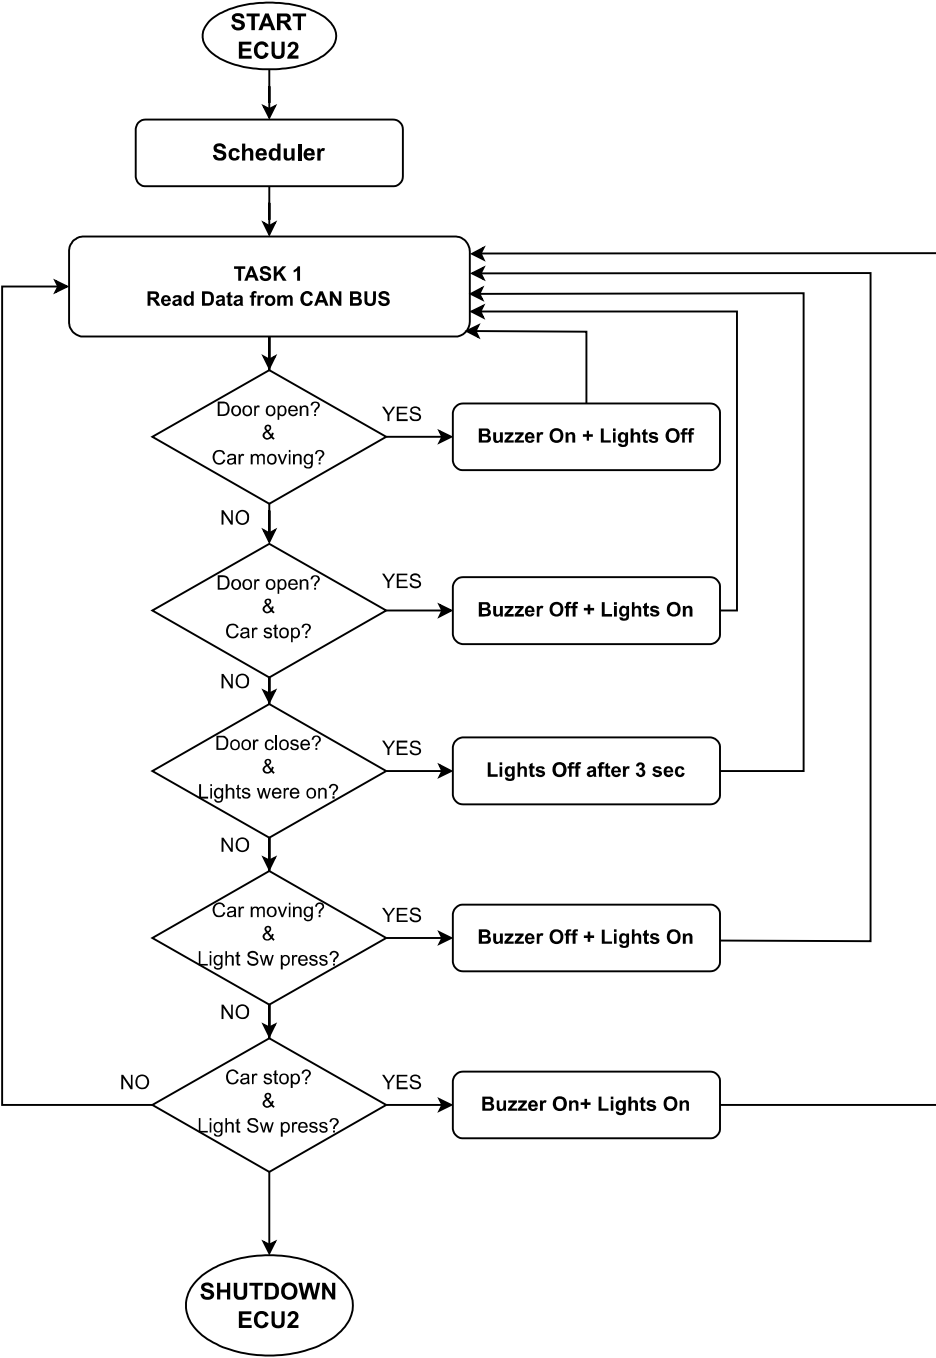 START
ECU2
Scheduler
TASK 1
Read Data from CAN BUS
Door open?
&
Car moving?
YES
Buzzer On + Lights Off
NO
Door open?
&
Car stop?
YES
Buzzer Off + Lights On
NO
Door close?
&
Lights were on?
YES
Lights Off after 3 sec
NO
Car moving?
&
Light Sw press?
YES
Buzzer Off + Lights On
NO
NO
Car stop?
&
Light Sw press?
YES
Buzzer On+ Lights On
SHUTDOWN
ECU2